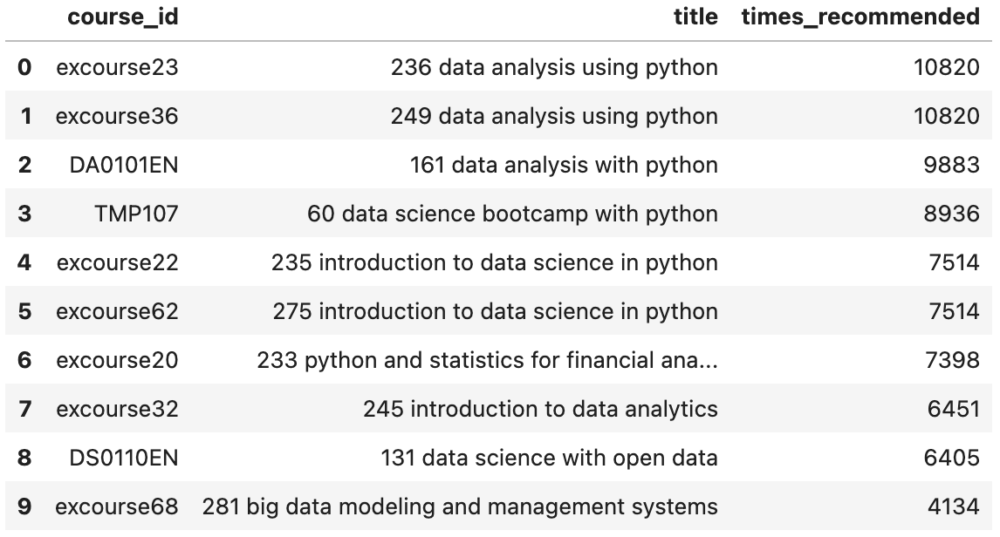 course_id title times_recommended
0 excourse23 236 data analysis using python 10820
1 excourse36 249 data analysis using python 10820
2 DA0101EN 161 data analysis with python 9883
3 TMP107 60 data science bootcamp with python 8936
4 excourse22 235 introduction to data science in python 7514
5 excourse62 275 introduction to data science in python 7514
6 excourse20 233 python and statistics for financial ana... 7398
7 excourse32 245 introduction to data analytics 6451
8 DS0110EN 131 data science with open data 6405
9 excourse68 281 big data modeling and management systems 4134